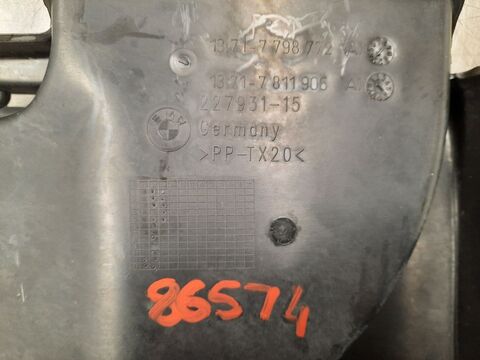 13.71-7 798 772 A
13.71-7 811 906 A
227931-15
BMW
Germany
>PP-TX20<
86574